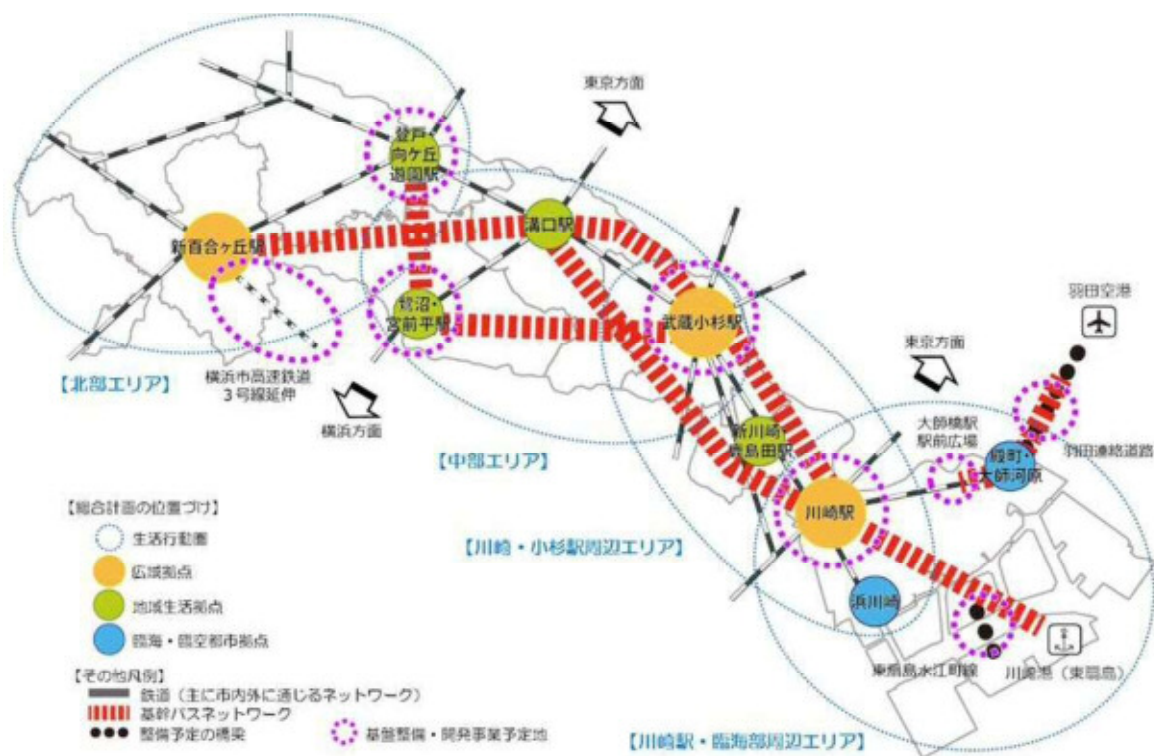 東京方面
登戸・
向ケ丘
遊園駅
溝口駅
新百合ヶ丘駅
鷺沼・
宮前平駅
武蔵小杉駅
羽田空港
東京方面
【北部エリア】
横浜市高速鉄道
3号線延伸
横浜方面
大師橋駅
駅前広場
羽田連絡道路
新川崎・
鹿島田駅
殿町・
大師河原
【中部エリア】
川崎駅
【川崎・小杉駅周辺エリア】
浜川崎
東扇島水江町線
川崎港(東扇島)
【総合計画の位置づけ】
生活行動圏
広域拠点
地域生活拠点
臨海・臨空都市拠点
【その他凡例】
鉄道(主に市内外に通じるネットワーク)
基幹バスネットワーク
整備予定の橋梁
基盤整備・開発事業予定地
【川崎駅・臨海部周辺エリア】